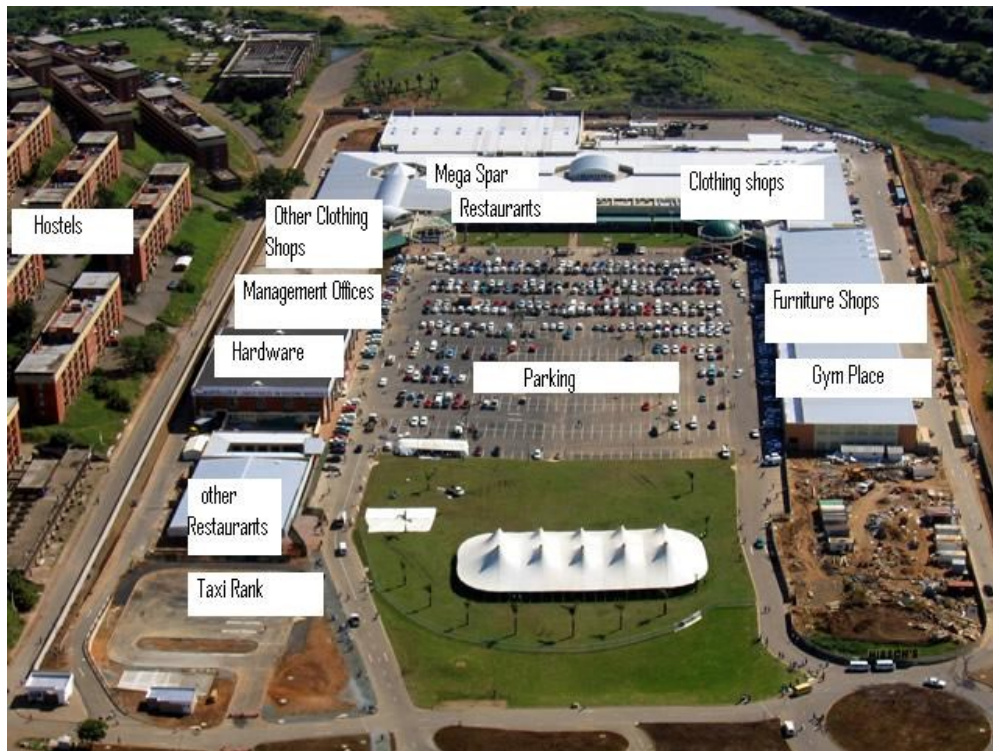 Mega Spar
Restaurants
Clothing shops
Hostels
Other Clothing
Shops
Management Offices
Furniture Shops
Hardware
Parking
Gym Place
other
Restaurants
Taxi Rank
HIRSCH'S